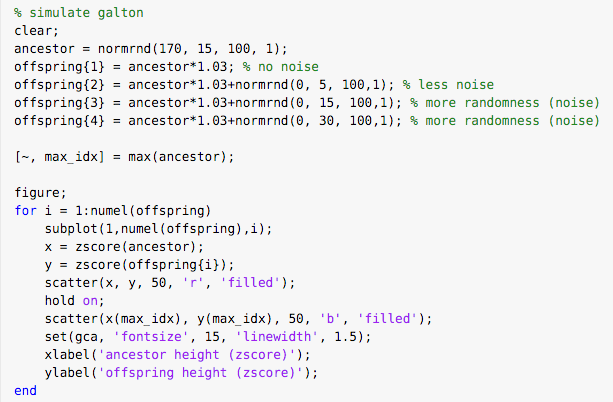 % simulate galton
clear;
ancestor = normrnd(170, 15, 100, 1);
offspring{1} = ancestor*1.03; % no noise
offspring{2} = ancestor*1.03+normrnd(0, 5, 100,1); % less noise
offspring{3} = ancestor*1.03+normrnd(0, 15, 100,1); % more randomness (noise)
offspring{4} = ancestor*1.03+normrnd(0, 30, 100,1); % more randomness (noise)
[~, max_idx] = max(ancestor);
figure;
for i = 1:numel(offspring)
    subplot(1,numel(offspring),i);
    x = zscore(ancestor);
    y = zscore(offspring{i});
    scatter(x, y, 50, 'r', 'filled');
    hold on;
    scatter(x(max_idx), y(max_idx), 50, 'b', 'filled');
    set(gca, 'fontsize', 15, 'linewidth', 1.5);
    xlabel('ancestor height (zscore)');
    ylabel('offspring height (zscore)');
end